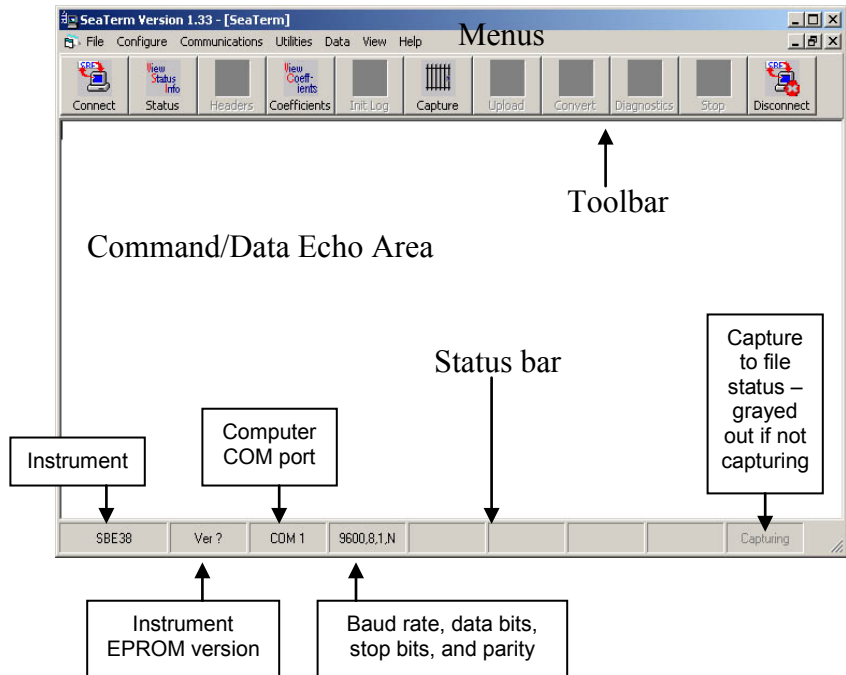 SeaTerm Version 1.33 - [SeaTerm]
File Configure Communications Utilities Data View Help
Menus
SBE
View
Status
Info
View
Coeff-
icients
SBE
Connect Status Headers Coefficients Init Log Capture Upload Convert Diagnostics Stop Disconnect
Toolbar
Command/Data Echo Area
Status bar
Capture
to file
status –
grayed
out if not
capturing
Computer
COM port
Instrument
SBE38 Ver ? COM 1 9600,8,1,N Capturing
Instrument
EPROM version
Baud rate, data bits,
stop bits, and parity